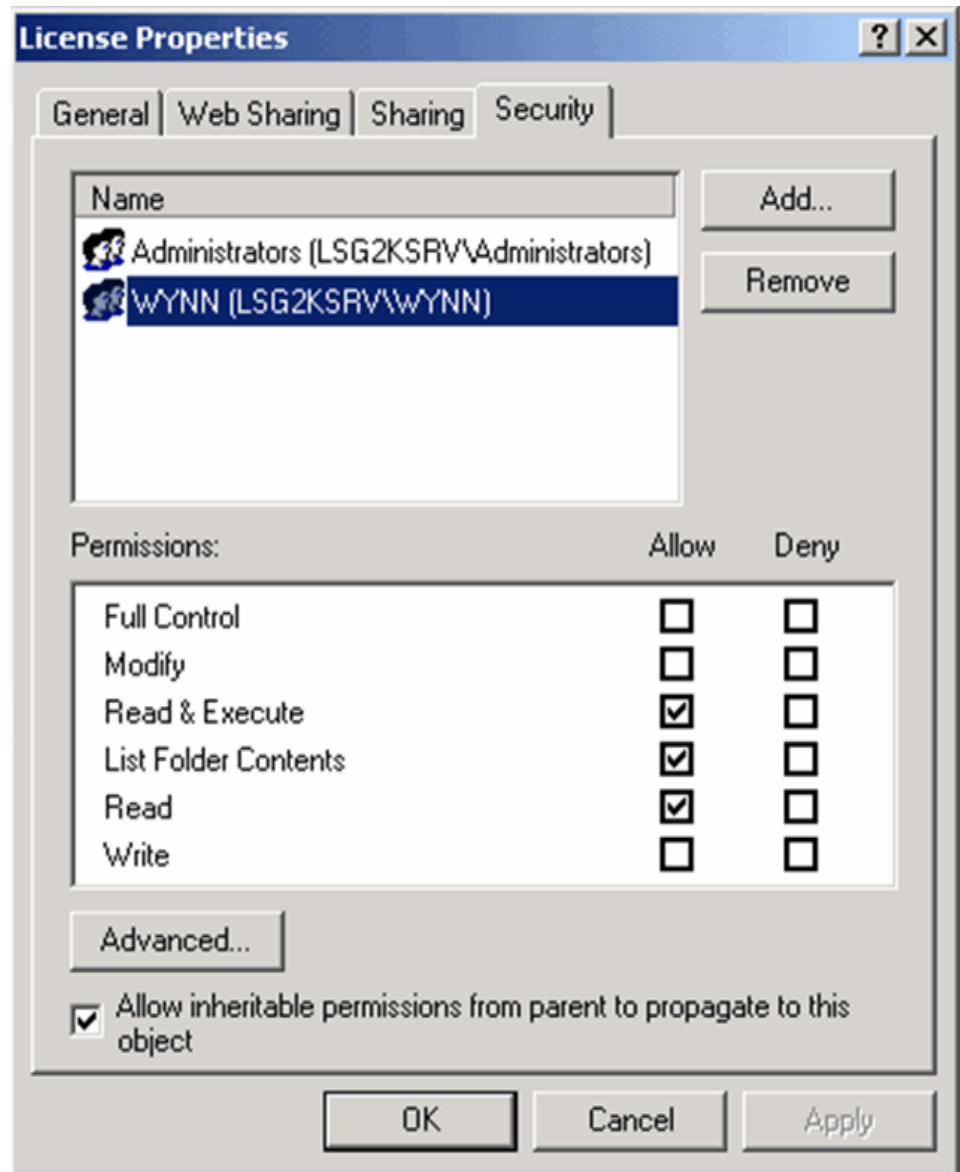 License Properties
General Web Sharing Sharing Security
Name
Administrators (LSG2KSRV\Administrators)
WYNN (LSG2KSRV\WYNN)
Add...
Remove
Permissions: Allow Deny
Full Control
Modify
Read & Execute
List Folder Contents
Read
Write
Advanced...
Allow inheritable permissions from parent to propagate to this
object
OK Cancel Apply